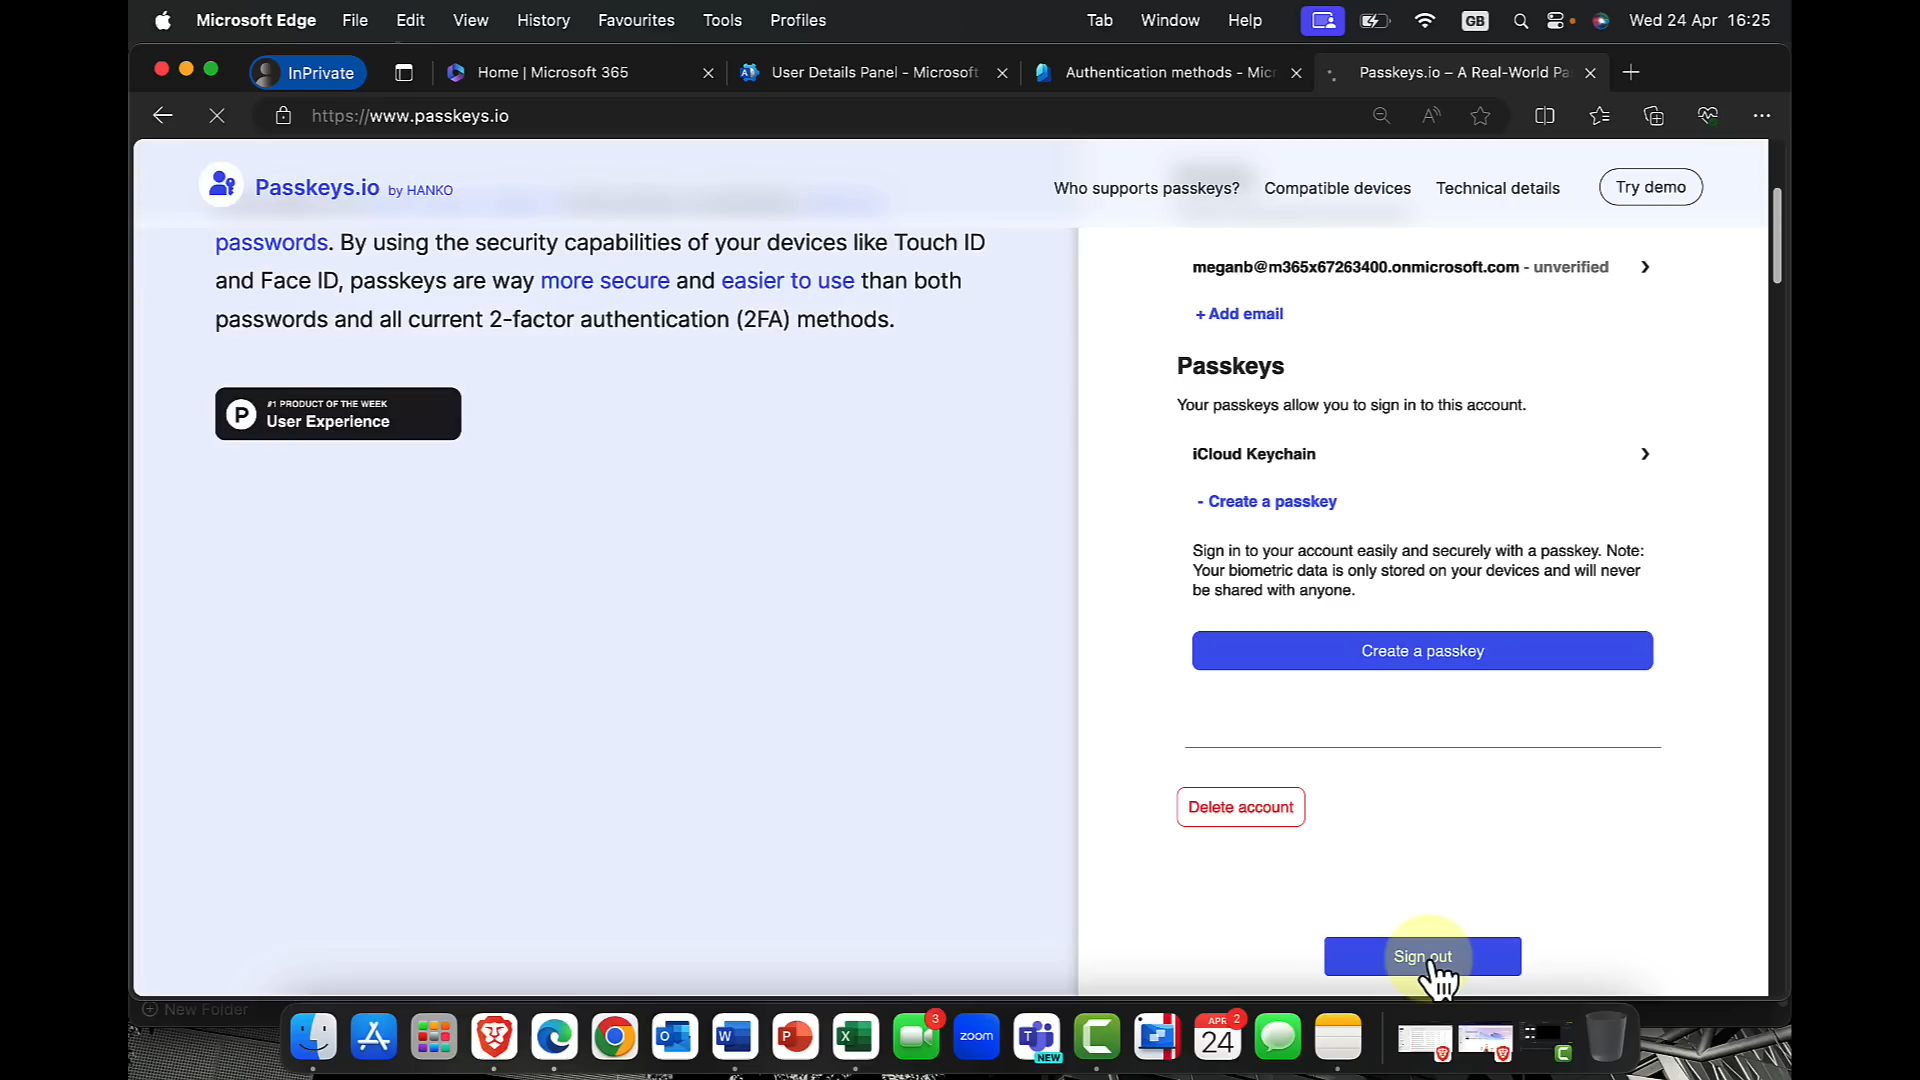 Microsoft Edge File Edit View History Favourites Tools Profiles Tab Window Help GB Wed 24 Apr 16:25
InPrivate Home | Microsoft 365 User Details Panel - Microsoft Authentication methods - Micr Passkeys.io – A Real-World Pa
https://www.passkeys.io
Passkeys.io by HANKO Who supports passkeys? Compatible devices Technical details Try demo
passwords. By using the security capabilities of your devices like Touch ID
and Face ID, passkeys are way more secure and easier to use than both
passwords and all current 2-factor authentication (2FA) methods.
P #1 PRODUCT OF THE WEEK
User Experience
meganb@m365x67263400.onmicrosoft.com - unverified
+ Add email
Passkeys
Your passkeys allow you to sign in to this account.
iCloud Keychain
- Create a passkey
Sign in to your account easily and securely with a passkey. Note:
Your biometric data is only stored on your devices and will never
be shared with anyone.
Create a passkey
Delete account
Sign out
New Folder
3
APR 2
zoom
24
NEW